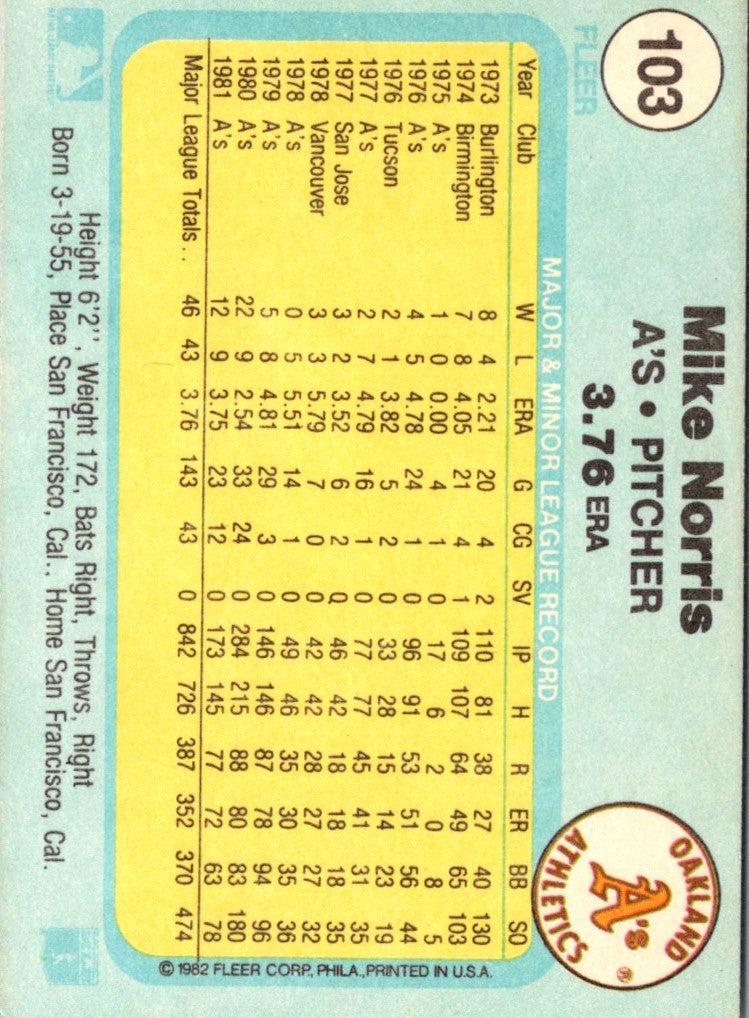 103
FLEER
Mike Norris
A'S • PITCHER
3.76 ERA
OAKLAND
A's ®
ATHLETICS
MAJOR & MINOR LEAGUE RECORD
Year Club W L ERA G CG SV IP H R ER BB SO
1973 Burlington 8 4 2.21 20 4 2 110 81 38 27 40 130
1974 Birmington 7 8 4.05 21 4 1 109 107 64 49 65 103
1975 A's 1 0 0.00 4 1 0 17 6 2 0 8 5
1976 A's 4 5 4.78 24 1 0 96 91 53 51 56 44
1976 Tucson 2 1 3.82 5 2 0 33 28 15 14 23 19
1977 A's 2 7 4.79 16 1 0 77 77 45 41 31 35
1977 San Jose 3 2 3.52 6 2 0 46 42 18 18 18 35
1978 Vancouver 3 3 5.79 7 0 0 42 42 28 27 27 32
1978 A's 0 5 5.51 14 1 0 49 46 35 30 35 36
1979 A's 5 8 4.81 29 3 0 146 146 87 78 94 96
1980 A's 22 9 2.54 33 24 0 284 215 88 80 83 180
1981 A's 12 9 3.75 23 12 0 173 145 77 72 63 78
Major League Totals . . 46 43 3.76 143 43 0 842 726 387 352 370 474
© 1982 FLEER CORP., PHILA., PRINTED IN U.S.A.
Height 6'2'', Weight 172, Bats Right, Throws, Right
Born 3-19-55, Place San Francisco, Cal., Home San Francisco, Cal.